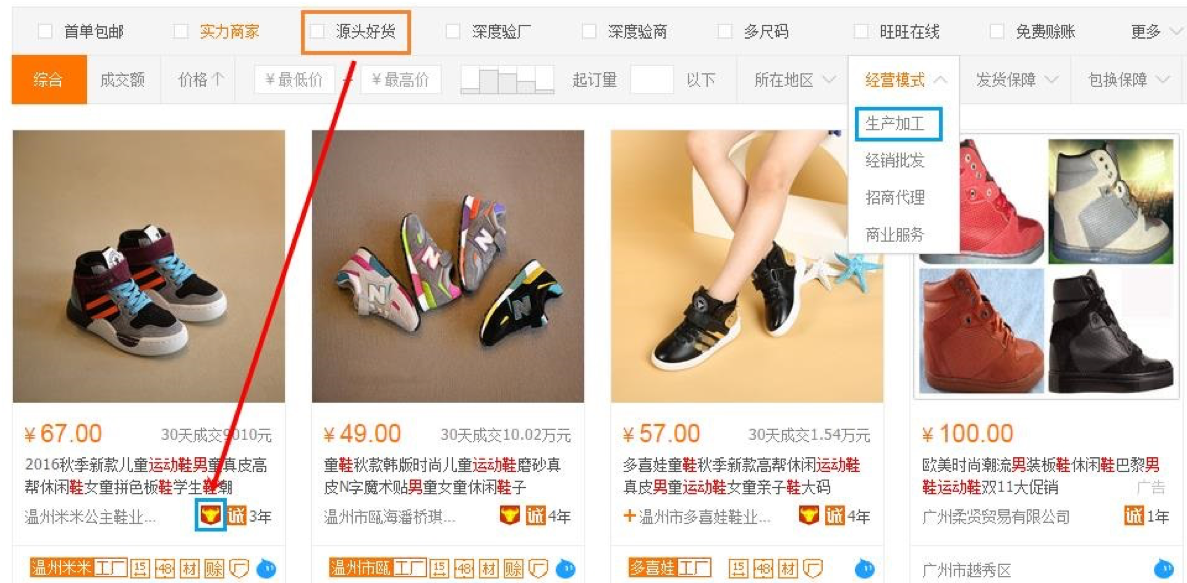 首单包邮 实力商家 源头好货 深度验厂 深度验商 多尺码 旺旺在线 免费赊账 更多
综合 成交额 价格 ¥最低价 - ¥最高价 起订量 以下 所在地区 经营模式 发货保障 包换保障
生产加工
经销批发
招商代理
商业服务
¥67.00 30天成交9010元
2016秋季新款儿童运动鞋男童真皮高
帮休闲鞋女童拼色板鞋学生鞋潮
温州米米公主鞋业... 诚 3年
温州米米 工厂 15 48 材 赊
¥49.00 30天成交10.02万元
童鞋秋款韩版时尚儿童运动鞋磨砂真
皮N字魔术贴男童女童休闲鞋子
温州市瓯海潘桥琪... 诚 4年
温州市瓯 工厂 15 48 材 赊
¥57.00 30天成交1.54万元
多喜娃童鞋秋季新款高帮休闲运动鞋
真皮男童运动鞋女童亲子鞋大码
+温州市多喜娃鞋业... 诚 4年
多喜娃 工厂 15 48 材
¥100.00
欧美时尚潮流男装板鞋休闲鞋巴黎男
鞋运动鞋双11大促销 广告
广州柔贤贸易有限公司 诚 1年
广州市越秀区